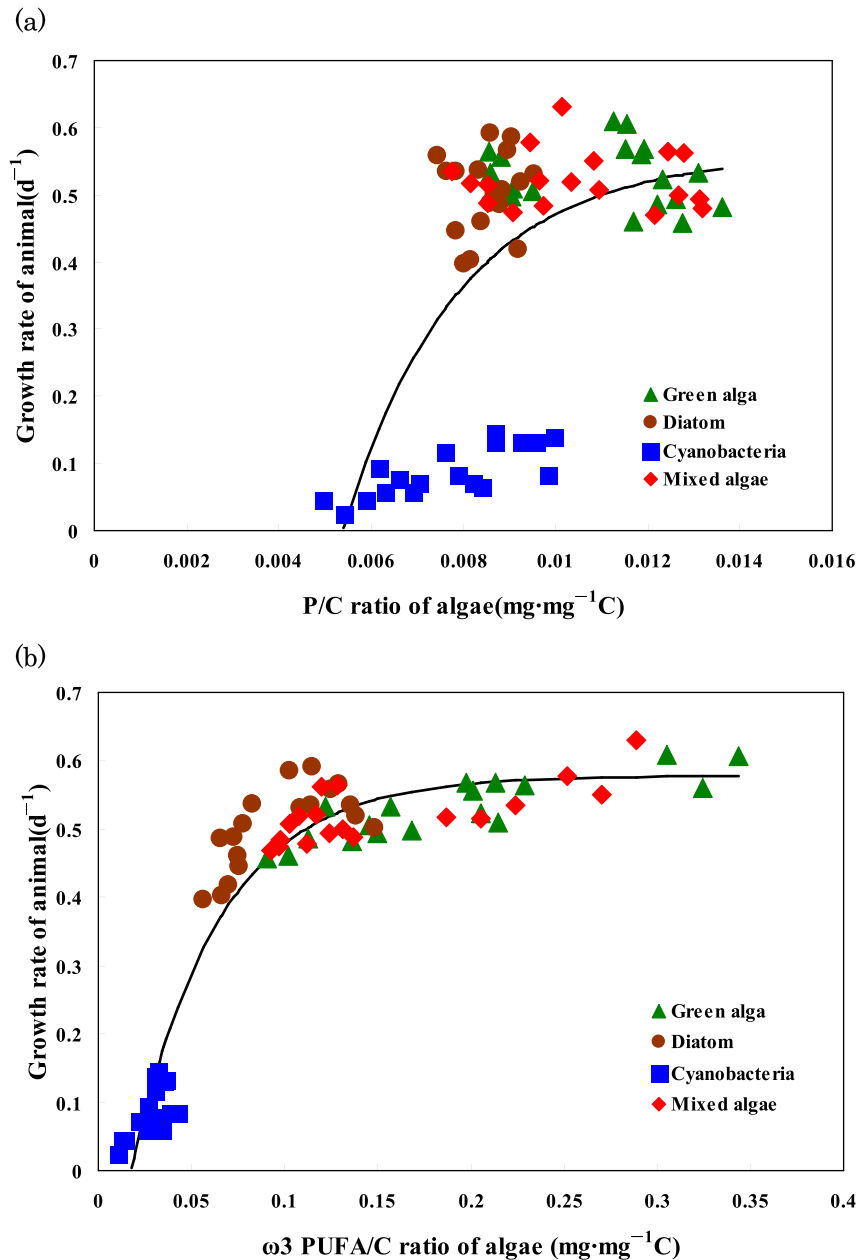 (a)
0.7
0.6
0.5
0.4
0.3
0.2
0.1
0
Growth rate of animal(d⁻¹)
Green alga
Diatom
Cyanobacteria
Mixed algae
0 0.002 0.004 0.006 0.008 0.01 0.012 0.014 0.016
P/C ratio of algae(mg·mg⁻¹C)
(b)
0.7
0.6
0.5
0.4
0.3
0.2
0.1
0
Growth rate of animal(d⁻¹)
Green alga
Diatom
Cyanobacteria
Mixed algae
0 0.05 0.1 0.15 0.2 0.25 0.3 0.35 0.4
ω3 PUFA/C ratio of algae (mg·mg⁻¹C)